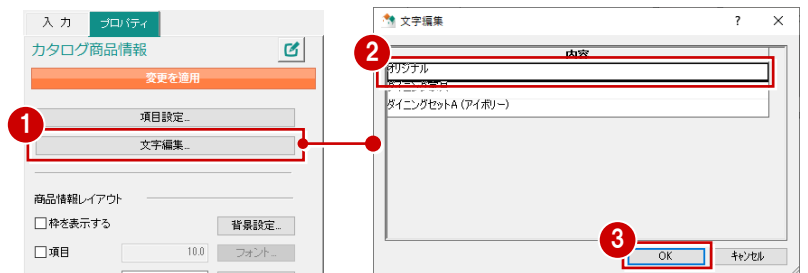 入 力
プロパティ
カタログ商品情報
変更を適用
項目設定...
1
文字編集...
商品情報レイアウト
枠を表示する
背景設定...
項目
10.0
フォント...
文字編集
?
2
内容
オリジナル
ダイニングセットA (アイボリー)
3
OK
キャンセル